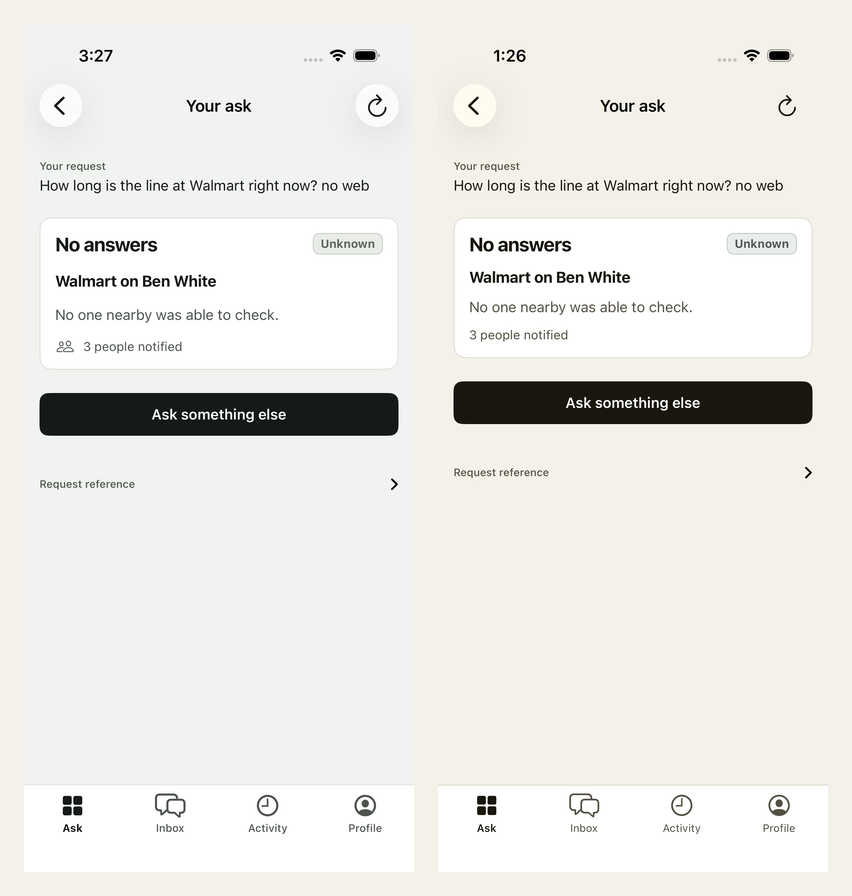 3:27
Your ask
Your request
How long is the line at Walmart right now? no web
No answers
Unknown
Walmart on Ben White
No one nearby was able to check.
3 people notified
Ask something else
Request reference
Ask
Inbox
Activity
Profile
1:26
Your ask
Your request
How long is the line at Walmart right now? no web
No answers
Unknown
Walmart on Ben White
No one nearby was able to check.
3 people notified
Ask something else
Request reference
Ask
Inbox
Activity
Profile